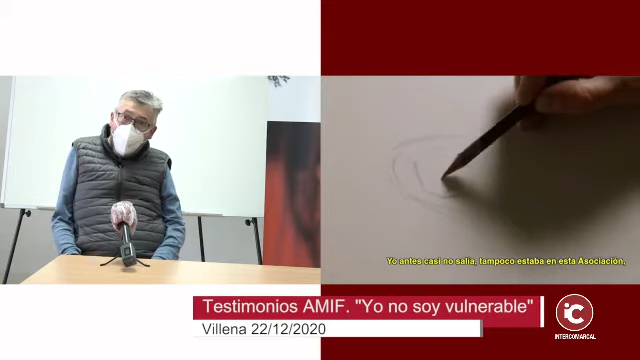 Yo antes casi no salía, tampoco estaba en esta Asociación,
Testimonios AMIF. "Yo no soy vulnerable"
Villena 22/12/2020
iC
INTERCOMARCAL